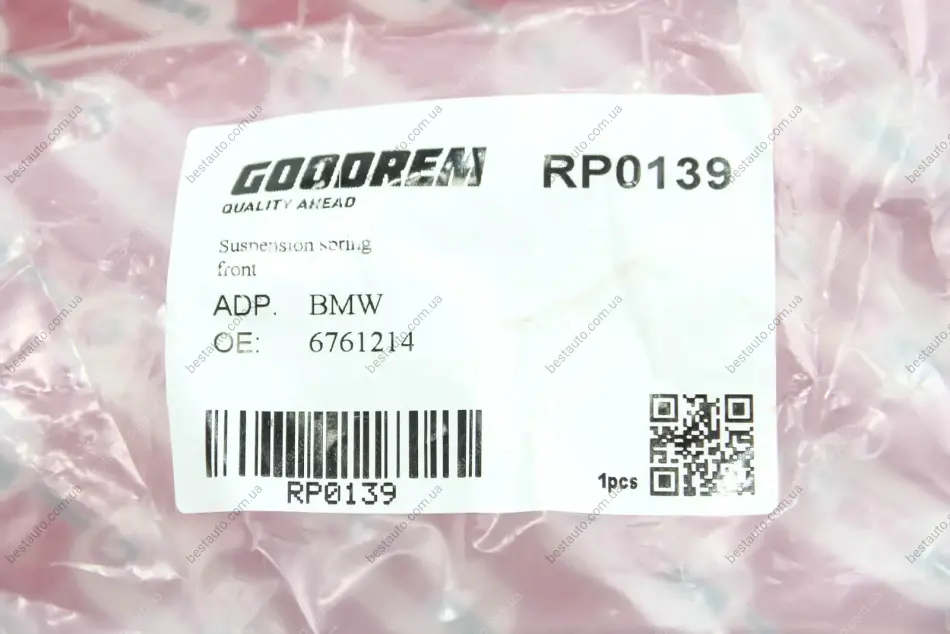 GOODREM
QUALITY AHEAD
RP0139
Suspension spring
front
ADP. BMW
OE: 6761214
RP0139
1pcs
bestauto.com.ua